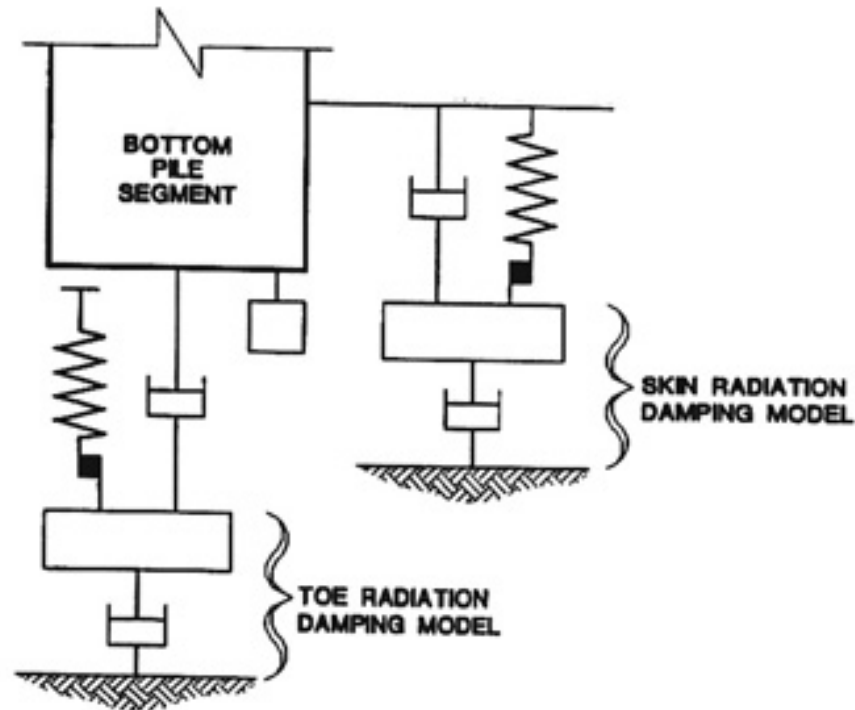 BOTTOM
PILE
SEGMENT
SKIN RADIATION
DAMPING MODEL
TOE RADIATION
DAMPING MODEL